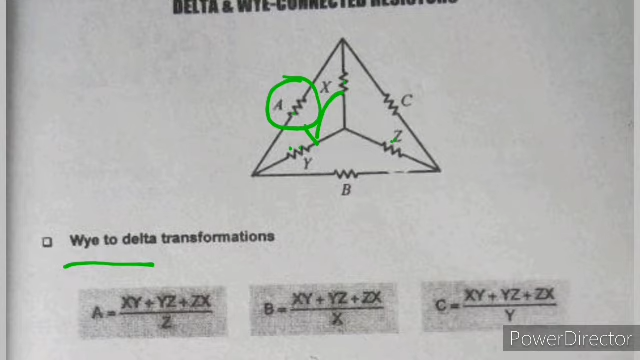 DELTA & WYE-CONNECTED RESISTORS
A
X
C
Y
Z
B
Wye to delta transformations
A = XY + YZ + ZX / Z
B = XY + YZ + ZX / X
C = XY + YZ + ZX / Y
PowerDirector